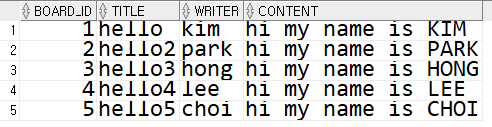 BOARD_ID TITLE WRITER CONTENT
1 1 hello kim hi my name is KIM
2 2 hello2 park hi my name is PARK
3 3 hello3 hong hi my name is HONG
4 4 hello4 lee hi my name is LEE
5 5 hello5 choi hi my name is CHOI